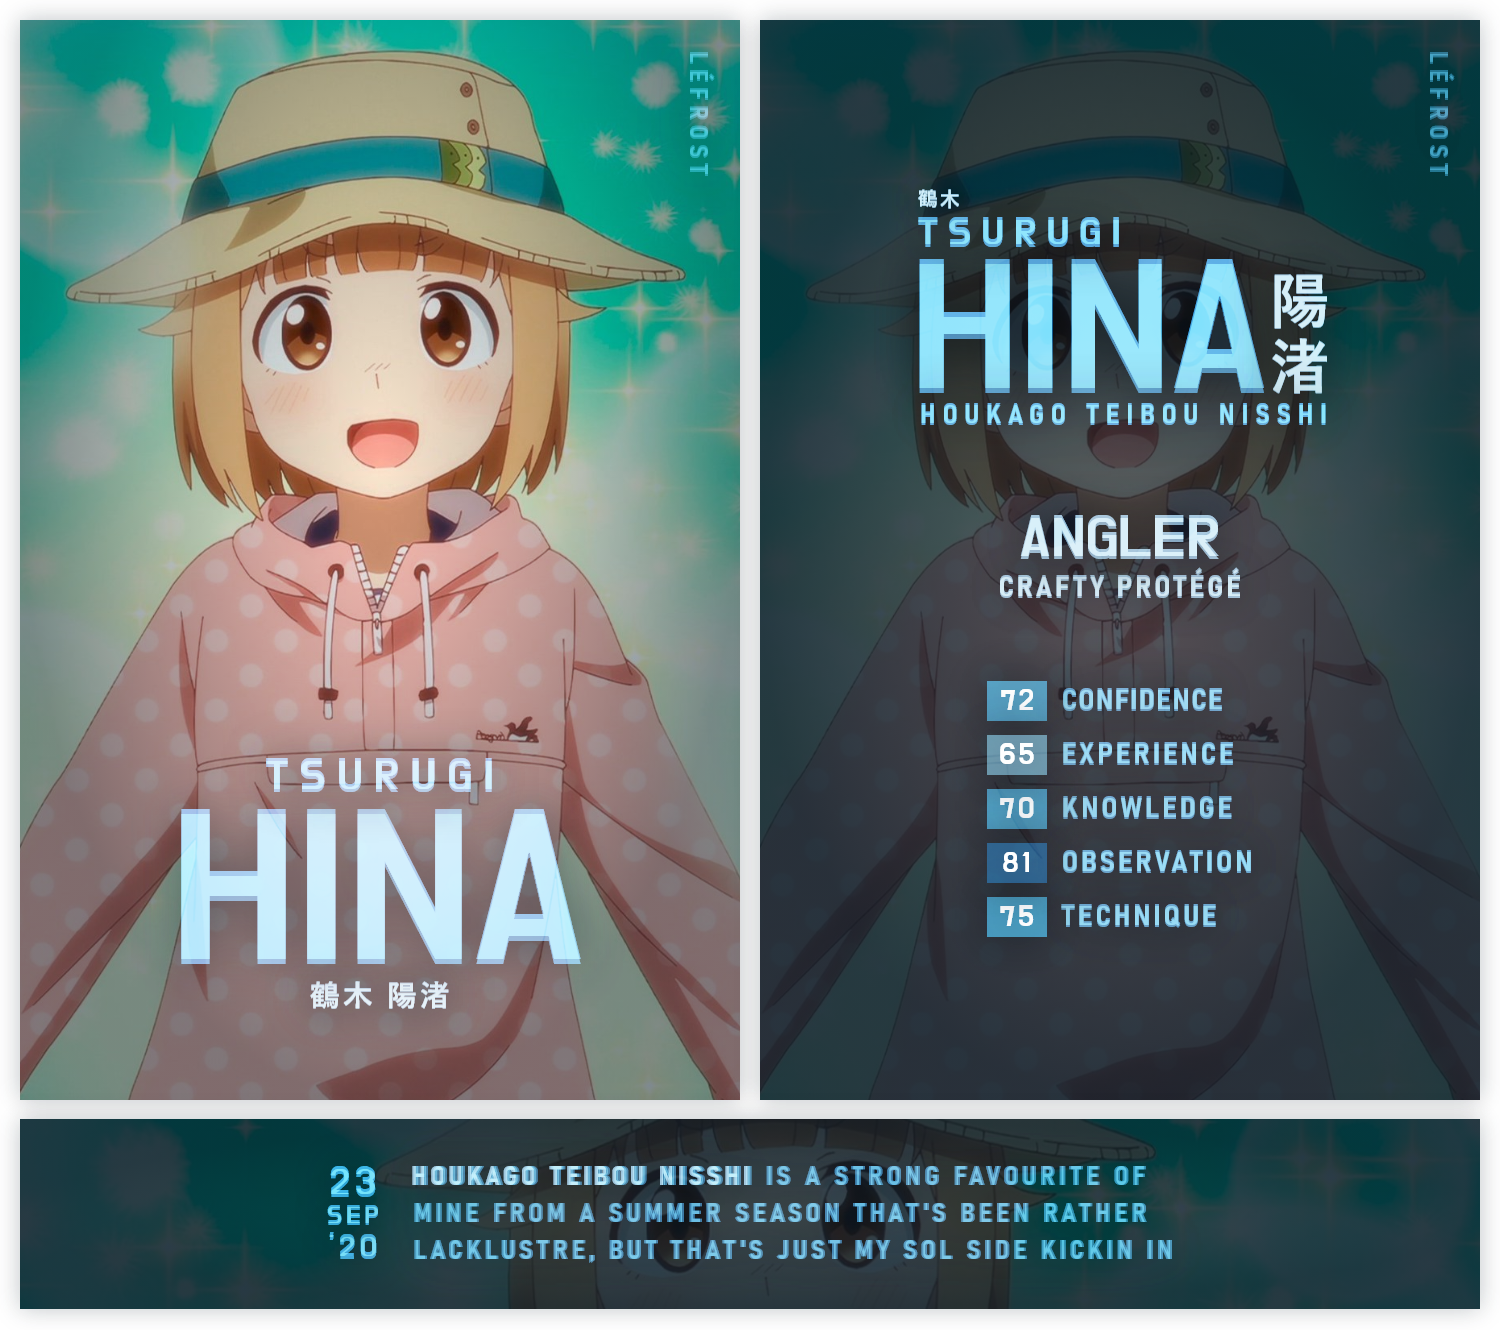 LÉFROST
TSURUGI
HINA
鶴木 陽渚
LÉFROST
鶴木
TSURUGI
HINA
陽渚
HOUKAGO TEIBOU NISSHI
ANGLER
CRAFTY PROTÉGÉ
72 CONFIDENCE
65 EXPERIENCE
70 KNOWLEDGE
81 OBSERVATION
75 TECHNIQUE
23
SEP
'20
HOUKAGO TEIBOU NISSHI IS A STRONG FAVOURITE OF
MINE FROM A SUMMER SEASON THAT'S BEEN RATHER
LACKLUSTRE, BUT THAT'S JUST MY SOL SIDE KICKIN IN